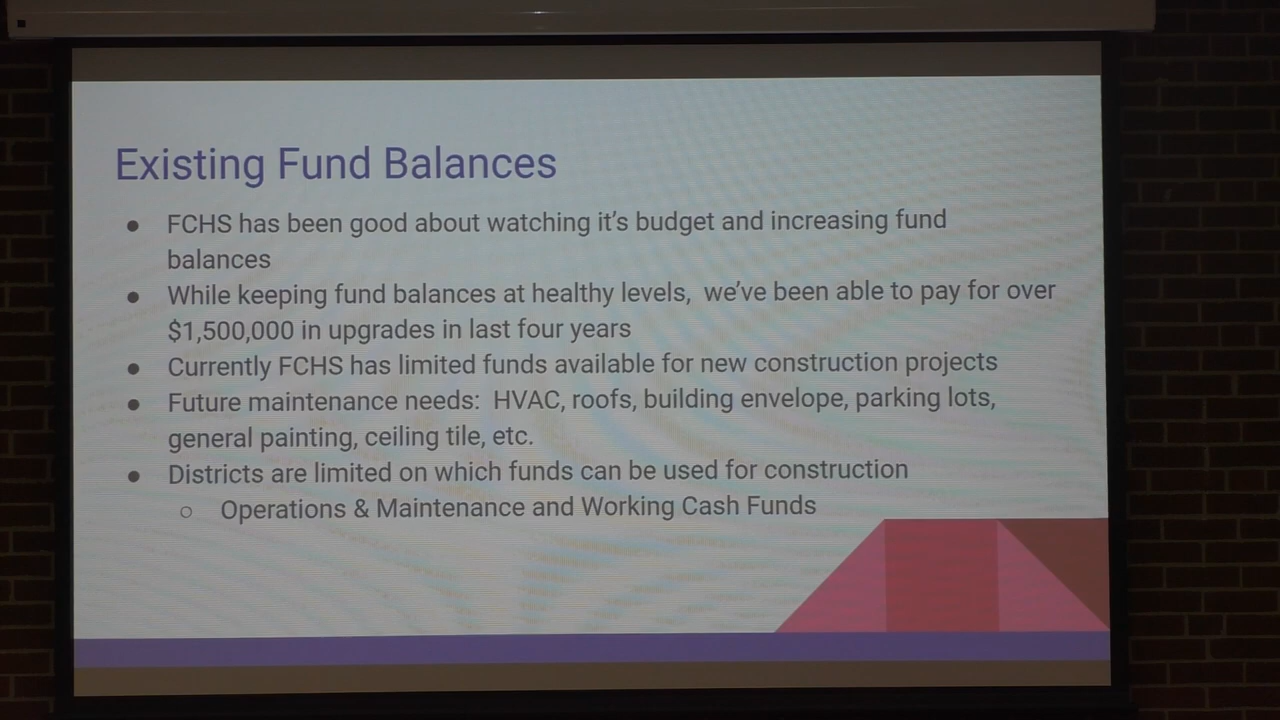 Existing Fund Balances
● FCHS has been good about watching it's budget and increasing fund
balances
● While keeping fund balances at healthy levels,  we've been able to pay for over
$1,500,000 in upgrades in last four years
● Currently FCHS has limited funds available for new construction projects
● Future maintenance needs:  HVAC, roofs, building envelope, parking lots,
general painting, ceiling tile, etc.
● Districts are limited on which funds can be used for construction
○ Operations & Maintenance and Working Cash Funds